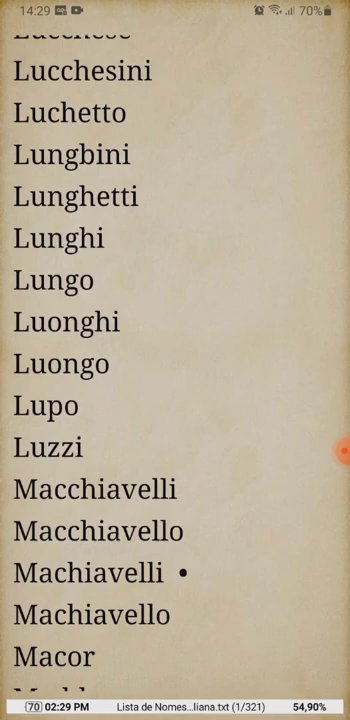 14:29 70%
Lucchese
Lucchesini
Luchetto
Lungbini
Lunghetti
Lunghi
Lungo
Luonghi
Luongo
Lupo
Luzzi
Macchiavelli
Macchiavello
Machiavelli •
Machiavello
Macor
70 02:29 PM Lista de Nomes...liana.txt (1/321) 54,90%